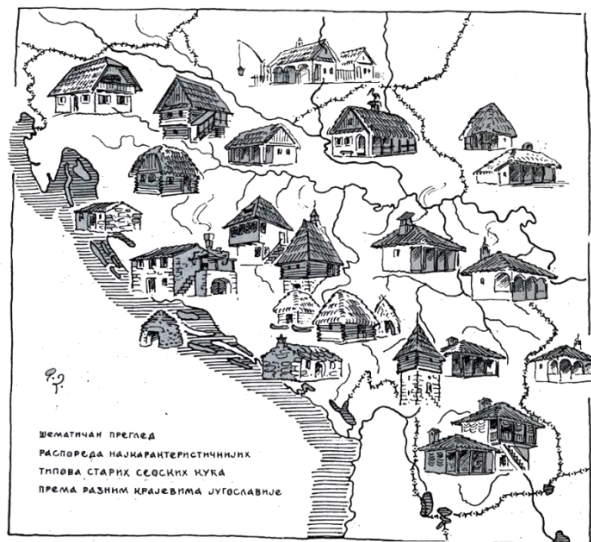 шематичан преглед
распореда најкарактеристичнијих
типова старих сеоских кућа
према разним крајевима југославије